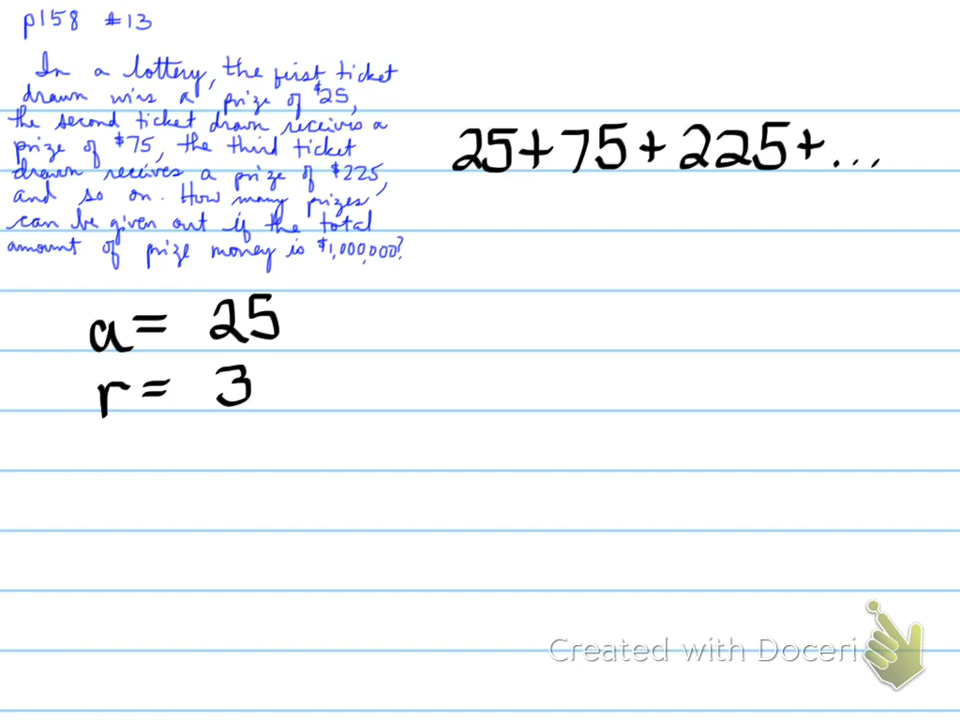 p158 #13
In a lottery, the first ticket
drawn wins a prize of $25,
the second ticket drawn receives a
prize of $75, the third ticket
drawn receives a prize of $225,
and so on. How many prizes
can be given out if the total
amount of prize money is $1,000,000?
25+75+225+...
a= 25
r= 3
Created with Doceri